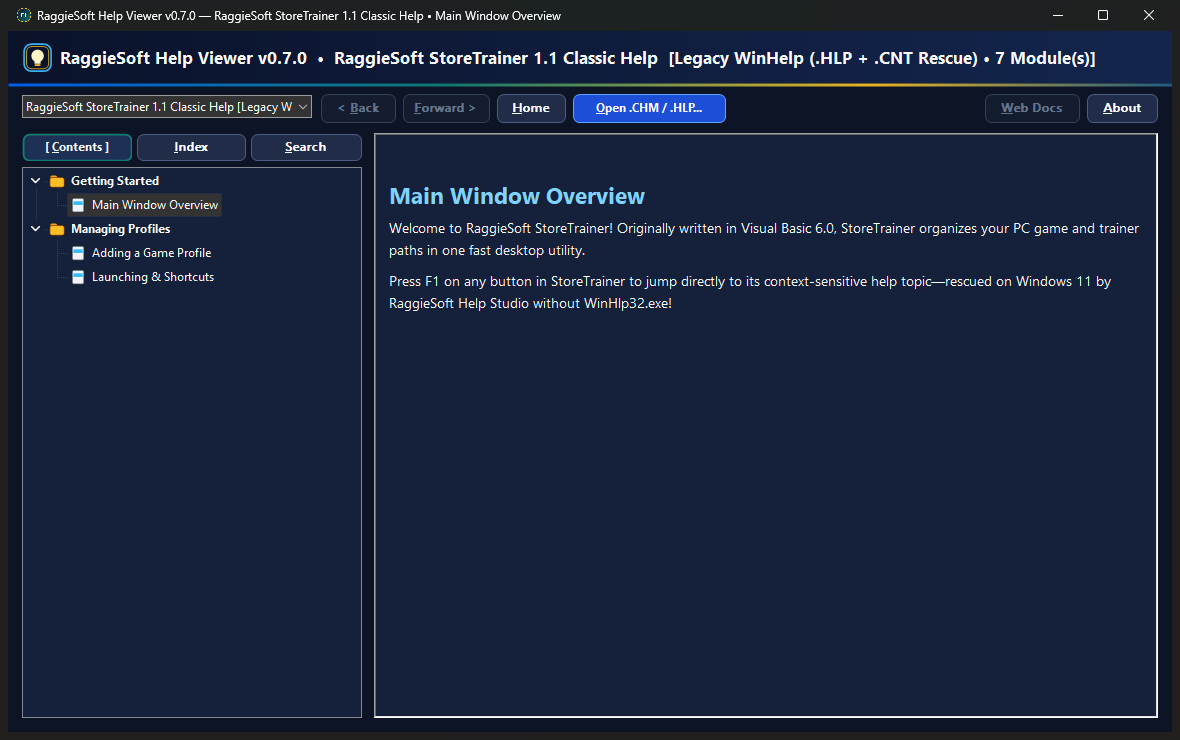 RaggieSoft Help Viewer v0.7.0 — RaggieSoft StoreTrainer 1.1 Classic Help • Main Window Overview
RaggieSoft Help Viewer v0.7.0 • RaggieSoft StoreTrainer 1.1 Classic Help [Legacy WinHelp (.HLP + .CNT Rescue) • 7 Module(s)]
RaggieSoft StoreTrainer 1.1 Classic Help [Legacy W
< Back
Forward >
Home
Open .CHM / .HLP...
Web Docs
About
[ Contents ]
Index
Search
Getting Started
Main Window Overview
Managing Profiles
Adding a Game Profile
Launching & Shortcuts
Main Window Overview
Welcome to RaggieSoft StoreTrainer! Originally written in Visual Basic 6.0, StoreTrainer organizes your PC game and trainer
paths in one fast desktop utility.
Press F1 on any button in StoreTrainer to jump directly to its context-sensitive help topic—rescued on Windows 11 by
RaggieSoft Help Studio without WinHlp32.exe!